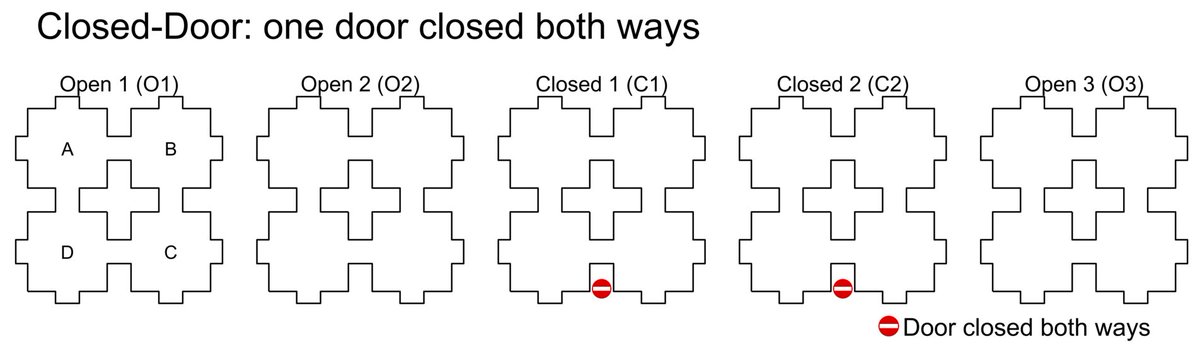 Closed-Door: one door closed both ways
Open 1 (O1)
Open 2 (O2)
Closed 1 (C1)
Closed 2 (C2)
Open 3 (O3)
A
B
D
C
Door closed both ways